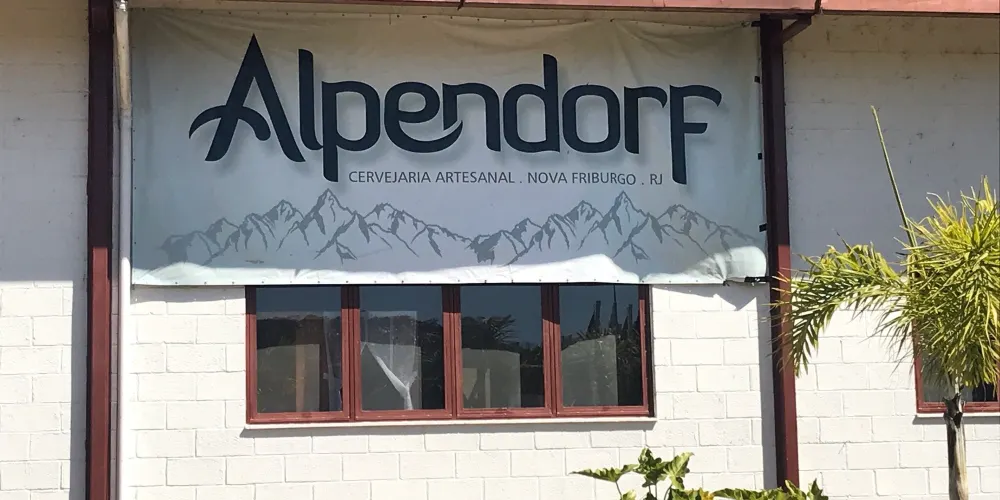 Alpendorf
CERVEJARIA ARTESANAL . NOVA FRIBURGO . RJ